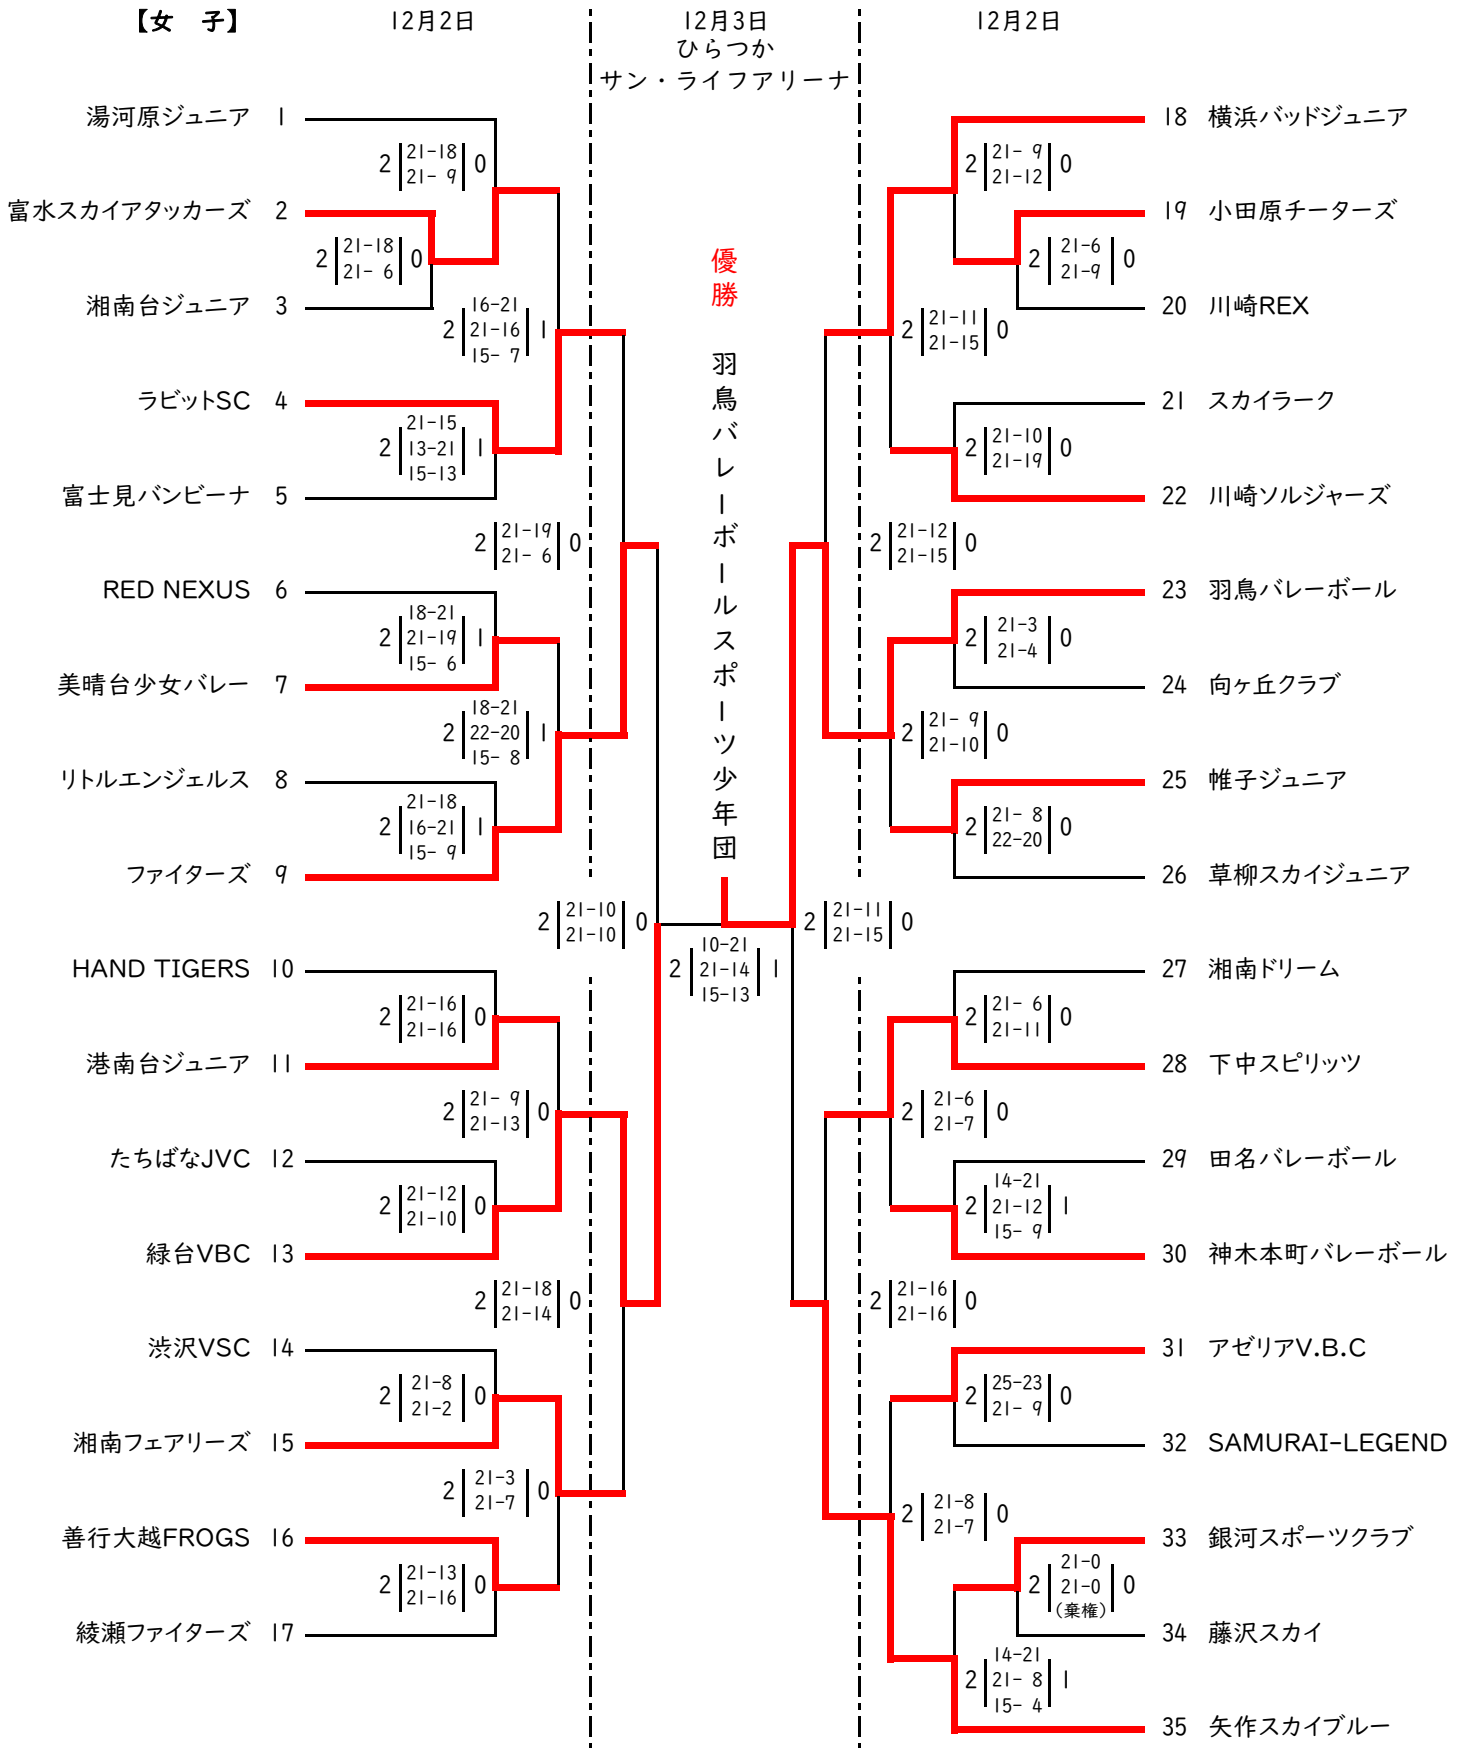 【女　子】
12月2日
12月3日
ひらつか
サン・ライフアリーナ
12月2日
湯河原ジュニア 1
2 21-18 0
21- 9
富水スカイアタッカーズ 2
2 21-18 0
21- 6
湘南台ジュニア 3
16-21
2 21-16 1
15- 7
ラビットSC 4
21-15
2 13-21 1
15-13
富士見バンビーナ 5
2 21-19 0
21- 6
RED NEXUS 6
18-21
2 21-19 1
15- 6
美晴台少女バレー 7
18-21
2 22-20 1
15- 8
リトルエンジェルス 8
21-18
2 16-21 1
15- 9
ファイターズ 9
2 21-10 0
21-10
HAND TIGERS 10
2 21-16 0
21-16
港南台ジュニア 11
2 21- 9 0
21-13
たちばなJVC 12
2 21-12 0
21-10
緑台VBC 13
2 21-18 0
21-14
渋沢VSC 14
2 21-8 0
21-2
湘南フェアリーズ 15
2 21-3 0
21-7
善行大越FROGS 16
2 21-13 0
21-16
綾瀬ファイターズ 17
優勝
羽鳥バレーボールスポーツ少年団
10-21
2 21-14 1
15-13
18 横浜バッドジュニア
2 21- 9 0
21-12
19 小田原チーターズ
2 21-6 0
21-9
20 川崎REX
2 21-11 0
21-15
21 スカイラーク
2 21-10 0
21-19
22 川崎ソルジャーズ
2 21-12 0
21-15
23 羽鳥バレーボール
2 21-3 0
21-4
24 向ヶ丘クラブ
2 21- 9 0
21-10
25 帷子ジュニア
2 21- 8 0
22-20
26 草柳スカイジュニア
2 21-11 0
21-15
27 湘南ドリーム
2 21- 6 0
21-11
28 下中スピリッツ
2 21-6 0
21-7
29 田名バレーボール
14-21
2 21-12 1
15- 9
30 神木本町バレーボール
2 21-16 0
21-16
31 アゼリアV.B.C
2 25-23 0
21- 9
32 SAMURAI-LEGEND
2 21-8 0
21-7
33 銀河スポーツクラブ
21-0
2 21-0 0
(棄権)
34 藤沢スカイ
14-21
2 21- 8 1
15- 4
35 矢作スカイブルー